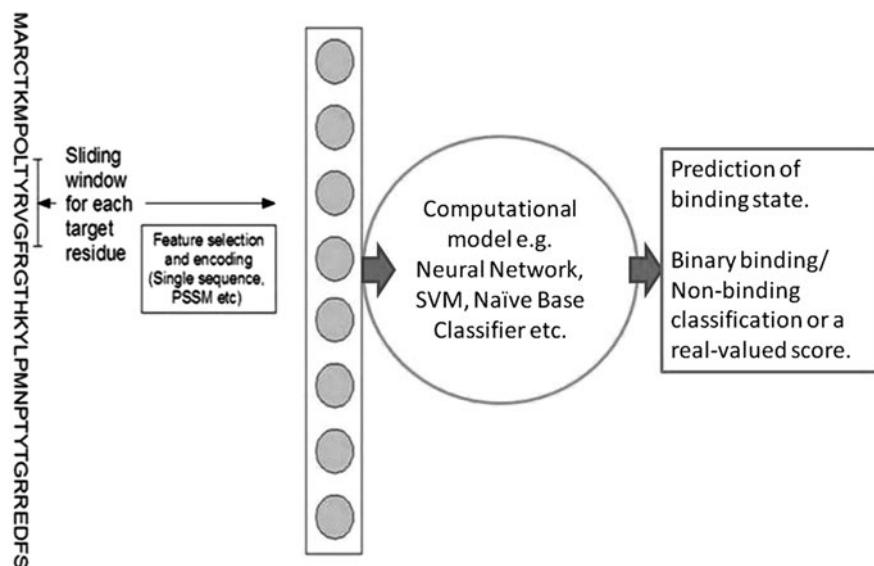 MARCTKMPOLTYRVGFRGTHKYLPMNPTYTGRREDFS
Sliding
window
for each
target
residue
Feature selection
and encoding
(Single sequence,
PSSM etc)
Computational
model e.g.
Neural Network,
SVM, Naïve Base
Classifier etc.
Prediction of
binding state.
Binary binding/
Non-binding
classification or a
real-valued score.